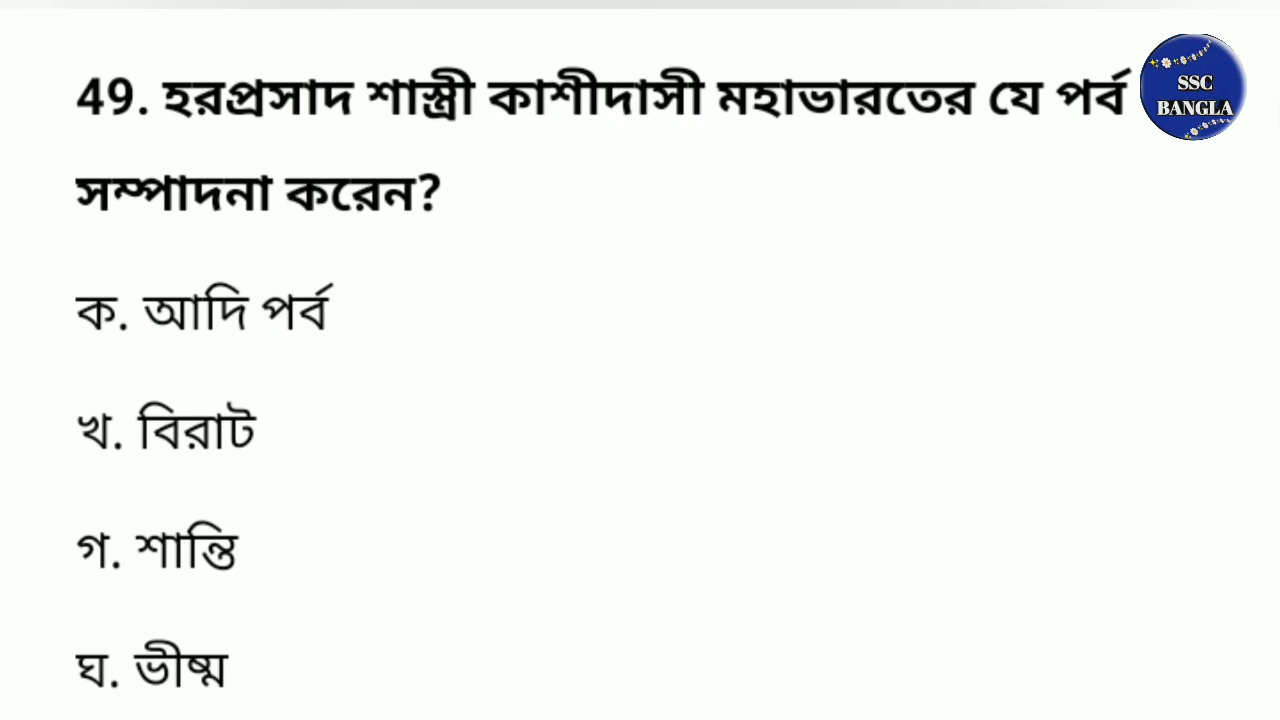 49. হরপ্রসাদ শাস্ত্রী কাশীদাসী মহাভারতের যে পর্ব
সম্পাদনা করেন?
ক. আদি পর্ব
খ. বিরাট
গ. শান্তি
ঘ. ভীষ্ম
SSC
BANGLA